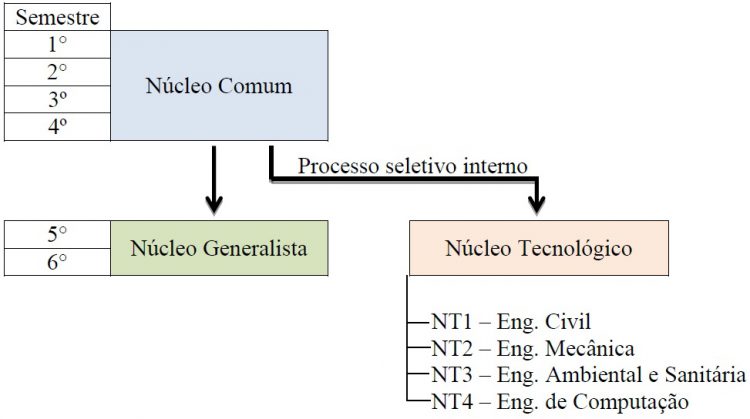 Semestre
1°
2°
3º
4º
Núcleo Comum
Processo seletivo interno
5°
6°
Núcleo Generalista
Núcleo Tecnológico
NT1 – Eng. Civil
NT2 – Eng. Mecânica
NT3 – Eng. Ambiental e Sanitária
NT4 – Eng. de Computação